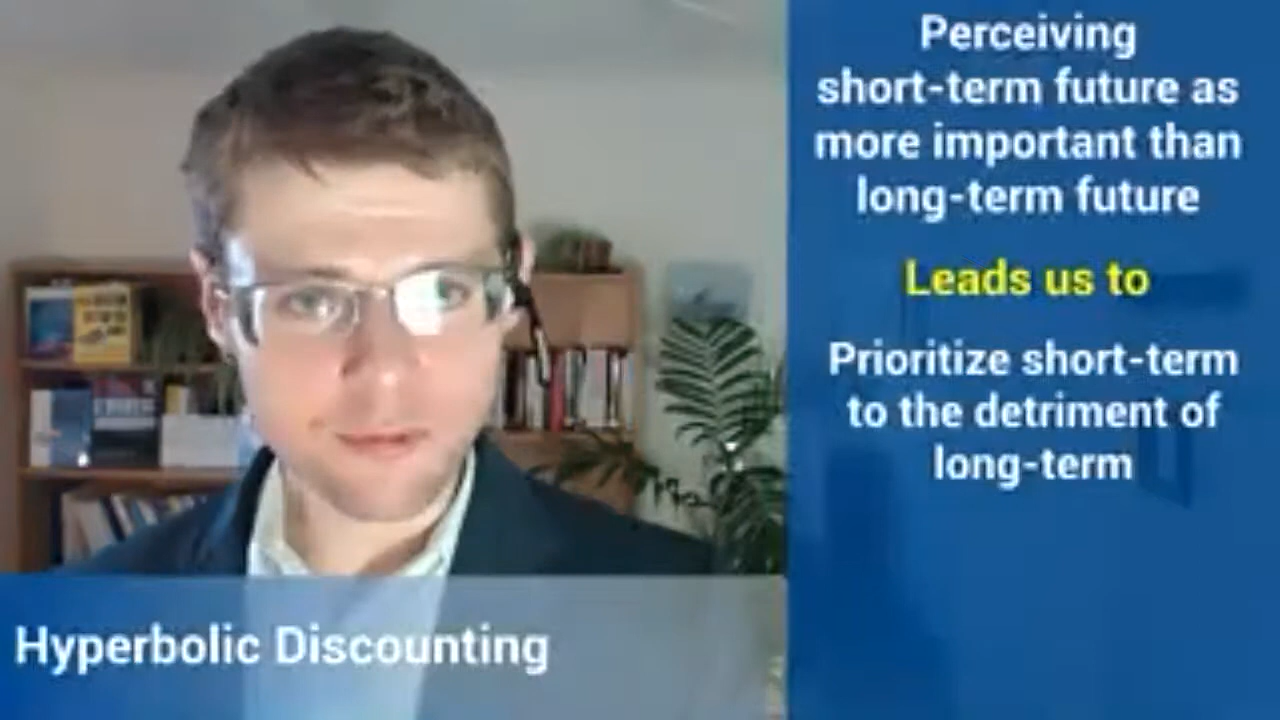 Perceiving
short-term future as
more important than
long-term future
Leads us to
Prioritize short-term
to the detriment of
long-term
Hyperbolic Discounting